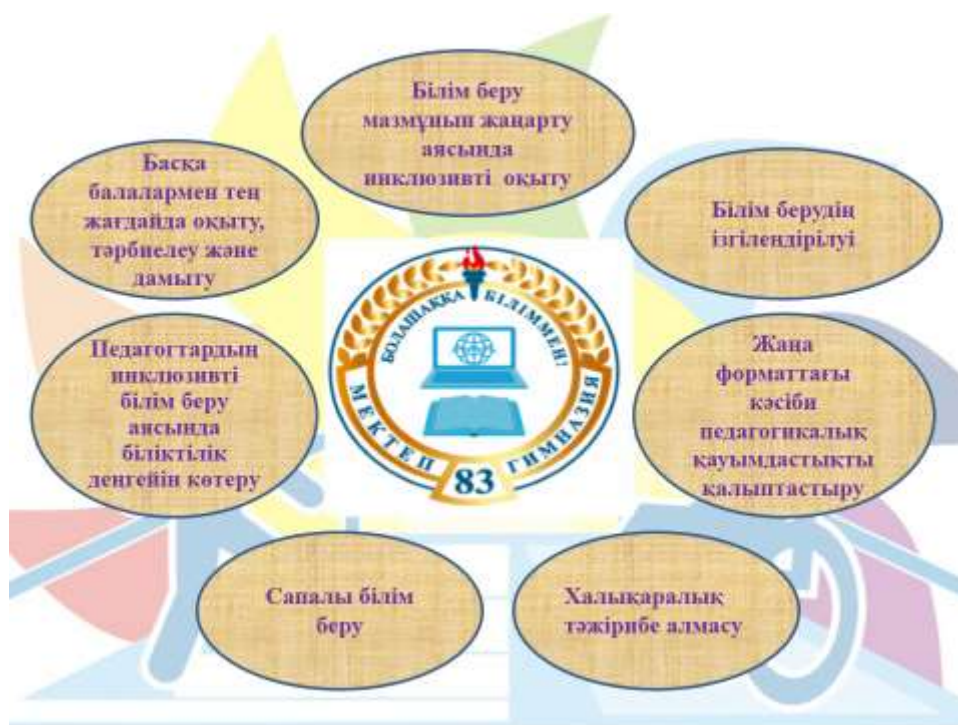 Білім беру
мазмұнын жаңарту
аясында
инклюзивті оқыту
Басқа
балалармен тең
жағдайда оқыту,
тәрбиелеу және
дамыту
Білім берудің
ізгілендірілуі
БОЛАШАҚҚА БІЛІММЕН!
МЕКТЕП
ГИМНАЗИЯ
83
Педагогтардың
инклюзивті
білім беру
аясында
біліктілік
деңгейін көтеру
Жаңа
форматтағы
кәсіби
педагогикалық
қауымдастықты
қалыптастыру
Сапалы білім
беру
Халықаралық
тәжірибе алмасу